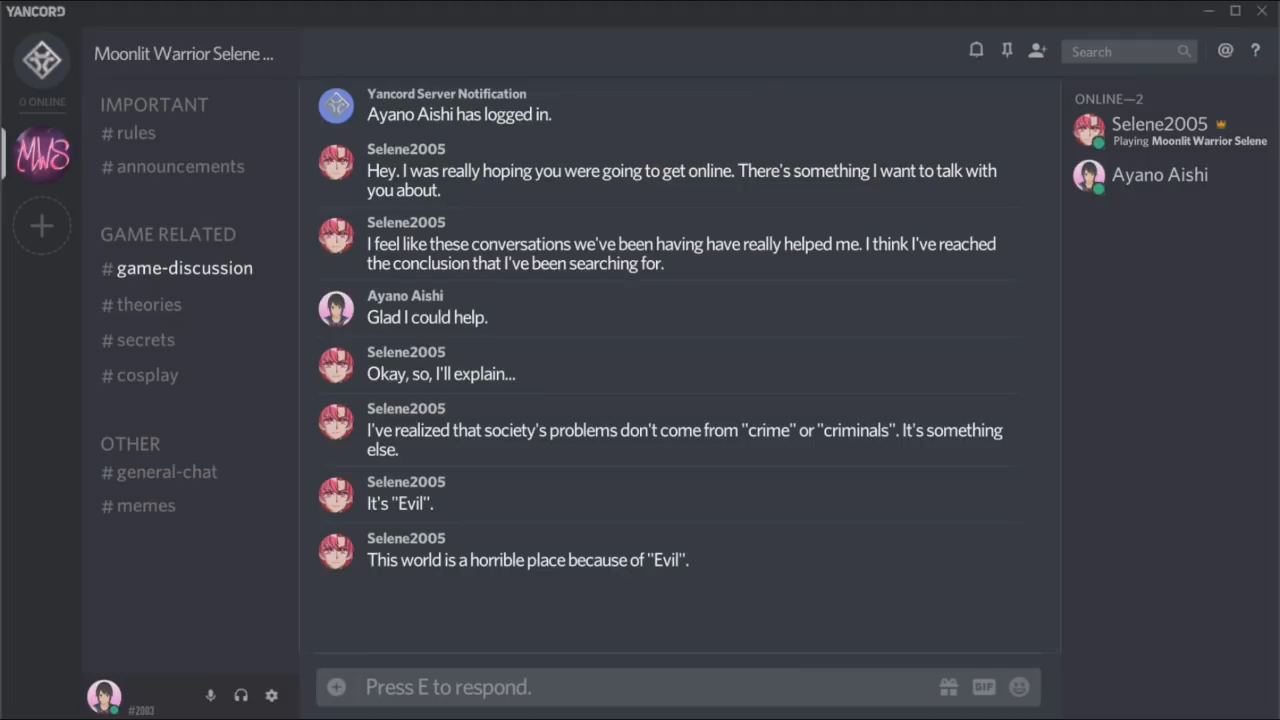 YANCORD
Moonlit Warrior Selene ...
Search
@
?
0 ONLINE
MWS
IMPORTANT
# rules
# announcements
GAME RELATED
# game-discussion
# theories
# secrets
# cosplay
OTHER
# general-chat
# memes
#2003
Yancord Server Notification
Ayano Aishi has logged in.
Selene2005
Hey. I was really hoping you were going to get online. There's something I want to talk with
you about.
Selene2005
I feel like these conversations we've been having have really helped me. I think I've reached
the conclusion that I've been searching for.
Ayano Aishi
Glad I could help.
Selene2005
Okay, so, I'll explain...
Selene2005
I've realized that society's problems don't come from "crime" or "criminals". It's something
else.
Selene2005
It's "Evil".
Selene2005
This world is a horrible place because of "Evil".
Press E to respond.
GIF
ONLINE—2
Selene2005
Playing Moonlit Warrior Selene
Ayano Aishi